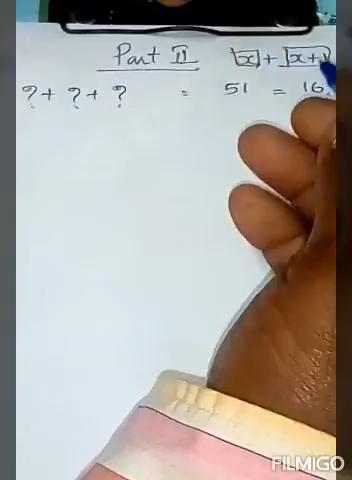 Part II
x + x +
? + ? + ? = 51 = 16
FILMIGO